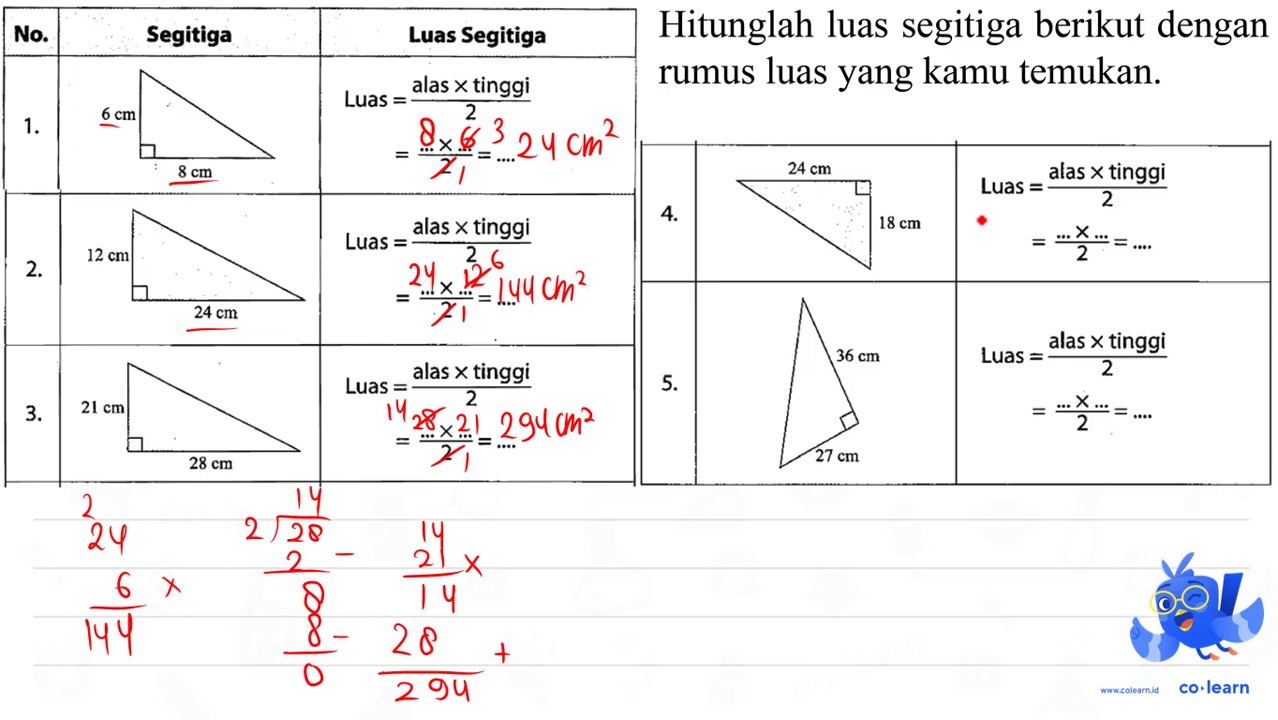 Hitunglah luas segitiga berikut dengan
rumus luas yang kamu temukan.
No. Segitiga Luas Segitiga
1.
6 cm
8 cm
Luas = alas × tinggi
2
8 6 3
= ... × ... = .... 24 cm²
2 1
2.
12 cm
24 cm
Luas = alas × tinggi
2
24 12 6
= ... × ... = .... 144 cm²
2 1
3.
21 cm
28 cm
Luas = alas × tinggi
2
14 28 21
= ... × ... = .... 294 cm²
2 1
4.
24 cm
18 cm
Luas = alas × tinggi
2
= ... × ... = ....
2
5.
36 cm
27 cm
Luas = alas × tinggi
2
= ... × ... = ....
2
2
24
6 ×
144
14
2 28
2 -
8
8 -
0
14
21 ×
14
28 +
294
www.colearn.id co·learn